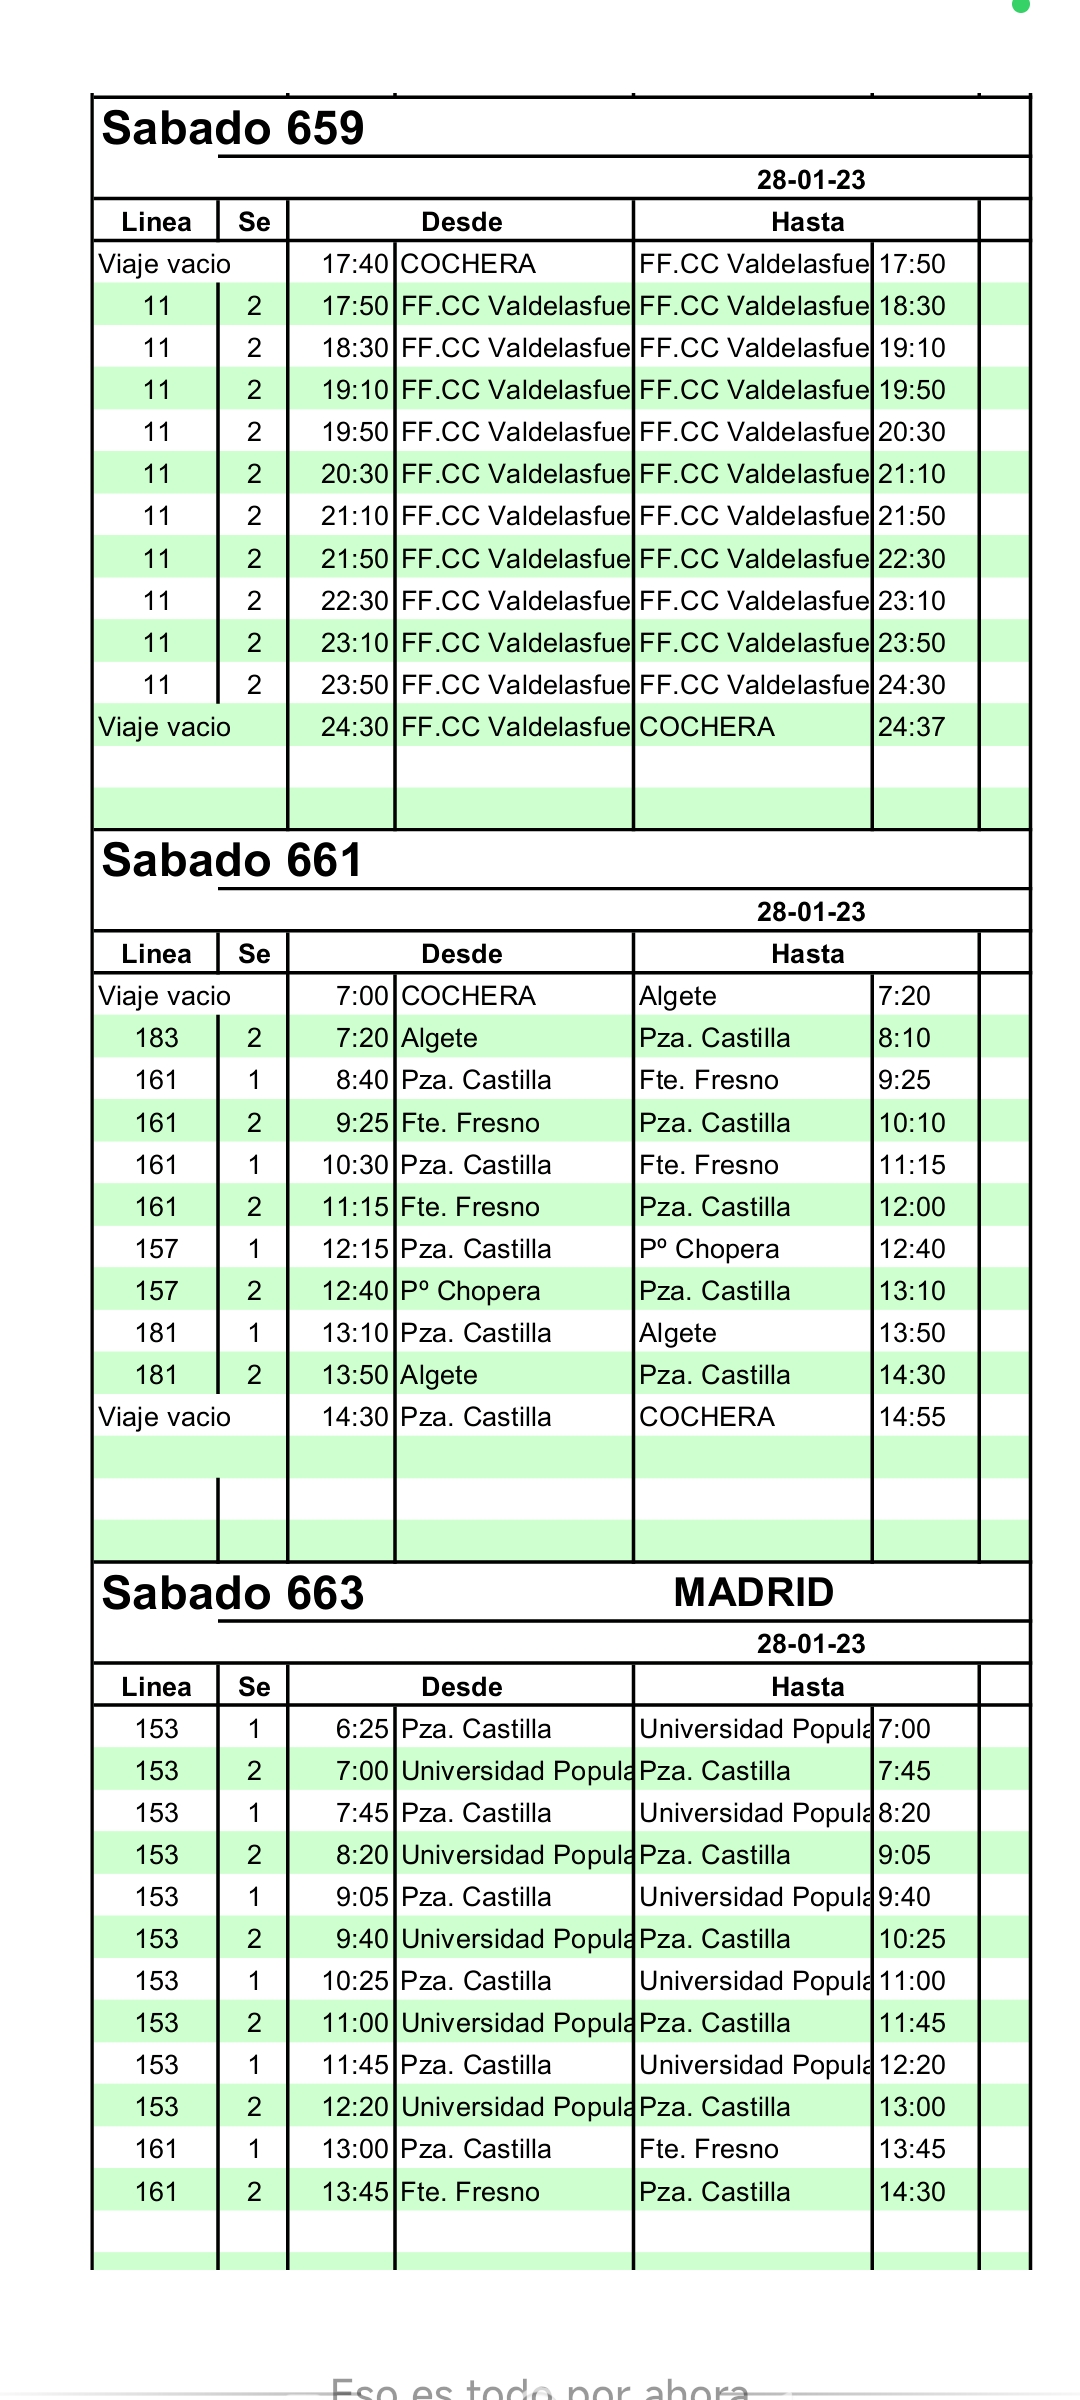 Sabado 659
28-01-23
Linea Se Desde Hasta
Viaje vacio 17:40 COCHERA FF.CC Valdelasfue 17:50
11 2 17:50 FF.CC Valdelasfue FF.CC Valdelasfue 18:30
11 2 18:30 FF.CC Valdelasfue FF.CC Valdelasfue 19:10
11 2 19:10 FF.CC Valdelasfue FF.CC Valdelasfue 19:50
11 2 19:50 FF.CC Valdelasfue FF.CC Valdelasfue 20:30
11 2 20:30 FF.CC Valdelasfue FF.CC Valdelasfue 21:10
11 2 21:10 FF.CC Valdelasfue FF.CC Valdelasfue 21:50
11 2 21:50 FF.CC Valdelasfue FF.CC Valdelasfue 22:30
11 2 22:30 FF.CC Valdelasfue FF.CC Valdelasfue 23:10
11 2 23:10 FF.CC Valdelasfue FF.CC Valdelasfue 23:50
11 2 23:50 FF.CC Valdelasfue FF.CC Valdelasfue 24:30
Viaje vacio 24:30 FF.CC Valdelasfue COCHERA 24:37
Sabado 661
28-01-23
Linea Se Desde Hasta
Viaje vacio 7:00 COCHERA Algete 7:20
183 2 7:20 Algete Pza. Castilla 8:10
161 1 8:40 Pza. Castilla Fte. Fresno 9:25
161 2 9:25 Fte. Fresno Pza. Castilla 10:10
161 1 10:30 Pza. Castilla Fte. Fresno 11:15
161 2 11:15 Fte. Fresno Pza. Castilla 12:00
157 1 12:15 Pza. Castilla Pº Chopera 12:40
157 2 12:40 Pº Chopera Pza. Castilla 13:10
181 1 13:10 Pza. Castilla Algete 13:50
181 2 13:50 Algete Pza. Castilla 14:30
Viaje vacio 14:30 Pza. Castilla COCHERA 14:55
Sabado 663 MADRID
28-01-23
Linea Se Desde Hasta
153 1 6:25 Pza. Castilla Universidad Popula 7:00
153 2 7:00 Universidad Popula Pza. Castilla 7:45
153 1 7:45 Pza. Castilla Universidad Popula 8:20
153 2 8:20 Universidad Popula Pza. Castilla 9:05
153 1 9:05 Pza. Castilla Universidad Popula 9:40
153 2 9:40 Universidad Popula Pza. Castilla 10:25
153 1 10:25 Pza. Castilla Universidad Popula 11:00
153 2 11:00 Universidad Popula Pza. Castilla 11:45
153 1 11:45 Pza. Castilla Universidad Popula 12:20
153 2 12:20 Universidad Popula Pza. Castilla 13:00
161 1 13:00 Pza. Castilla Fte. Fresno 13:45
161 2 13:45 Fte. Fresno Pza. Castilla 14:30
Eso es todo por ahora